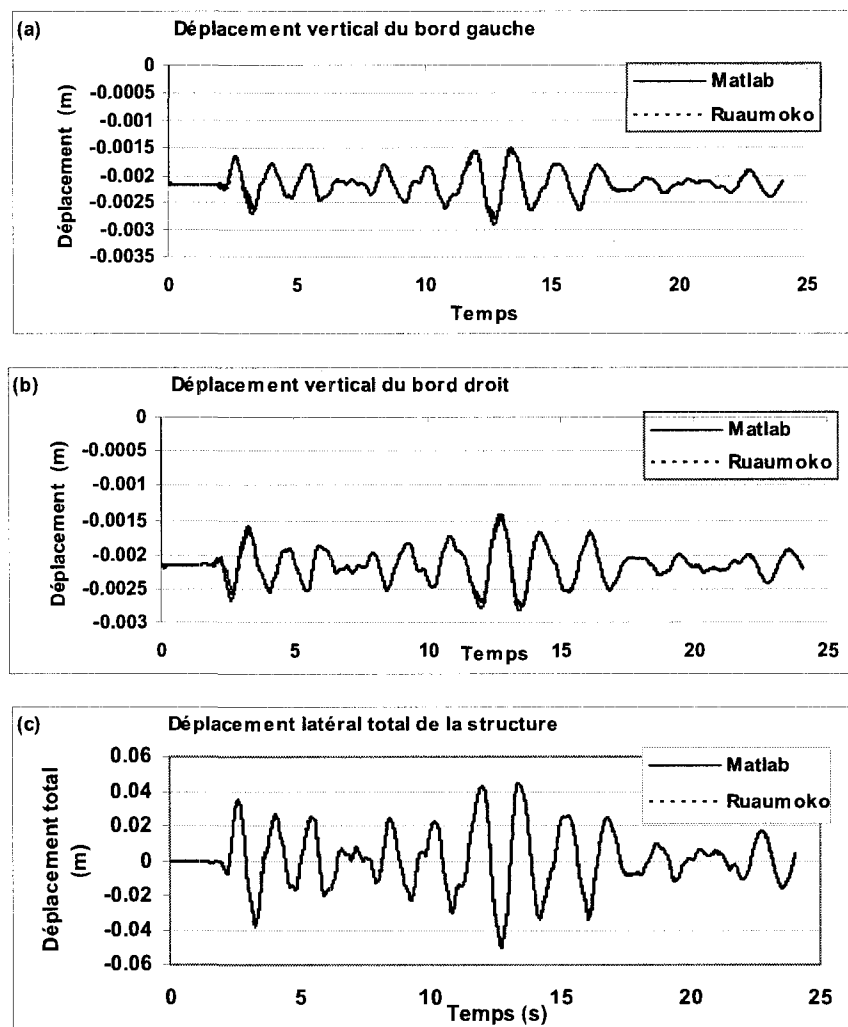 (a) Déplacement vertical du bord gauche
Déplacement (m)
0
-0.0005
-0.001
-0.0015
-0.002
-0.0025
-0.003
-0.0035
Matlab
Ruaumoko
0 5 10 15 20 25
Temps
(b) Déplacement vertical du bord droit
Déplacement (m)
0
-0.0005
-0.001
-0.0015
-0.002
-0.0025
-0.003
Matlab
Ruaumoko
0 5 10 15 20 25
Temps
(c) Déplacement latéral total de la structure
Déplacement total
(m)
0.06
0.04
0.02
0
-0.02
-0.04
-0.06
Matlab
Ruaumoko
0 5 10 15 20 25
Temps (s)